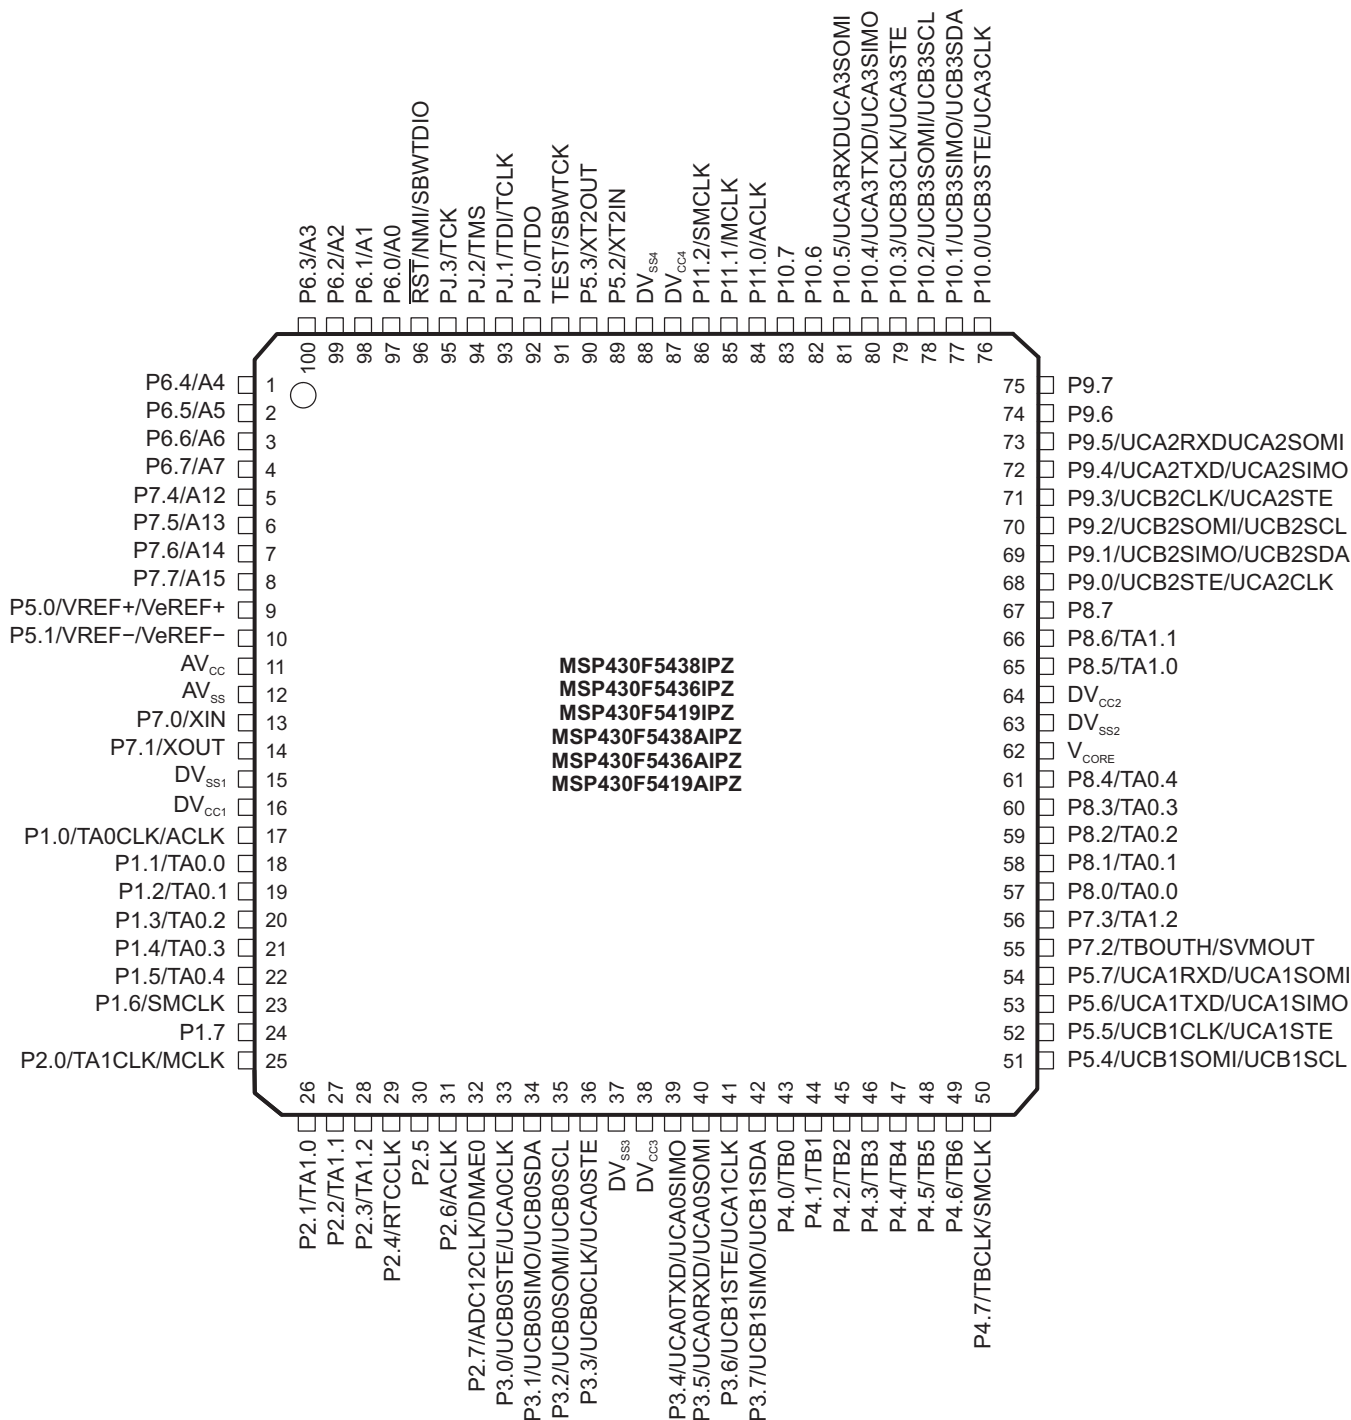 P6.3/A3
P6.2/A2
P6.1/A1
P6.0/A0
RST/NMI/SBWTDIO
PJ.3/TCK
PJ.2/TMS
PJ.1/TDI/TCLK
PJ.0/TDO
TEST/SBWTCK
P5.3/XT2OUT
P5.2/XT2IN
DVSS4
DVCC4
P11.2/SMCLK
P11.1/MCLK
P11.0/ACLK
P10.7
P10.6
P10.5/UCA3RXDUCA3SOMI
P10.4/UCA3TXD/UCA3SIMO
P10.3/UCB3CLK/UCA3STE
P10.2/UCB3SOMI/UCB3SCL
P10.1/UCB3SIMO/UCB3SDA
P10.0/UCB3STE/UCA3CLK
100
99
98
97
96
95
94
93
92
91
90
89
88
87
86
85
84
83
82
81
80
79
78
77
76
P6.4/A4 1
P6.5/A5 2
P6.6/A6 3
P6.7/A7 4
P7.4/A12 5
P7.5/A13 6
P7.6/A14 7
P7.7/A15 8
P5.0/VREF+/VeREF+ 9
P5.1/VREF−/VeREF− 10
AVCC 11
AVSS 12
P7.0/XIN 13
P7.1/XOUT 14
DVSS1 15
DVCC1 16
P1.0/TA0CLK/ACLK 17
P1.1/TA0.0 18
P1.2/TA0.1 19
P1.3/TA0.2 20
P1.4/TA0.3 21
P1.5/TA0.4 22
P1.6/SMCLK 23
P1.7 24
P2.0/TA1CLK/MCLK 25
MSP430F5438IPZ
MSP430F5436IPZ
MSP430F5419IPZ
MSP430F5438AIPZ
MSP430F5436AIPZ
MSP430F5419AIPZ
75 P9.7
74 P9.6
73 P9.5/UCA2RXDUCA2SOMI
72 P9.4/UCA2TXD/UCA2SIMO
71 P9.3/UCB2CLK/UCA2STE
70 P9.2/UCB2SOMI/UCB2SCL
69 P9.1/UCB2SIMO/UCB2SDA
68 P9.0/UCB2STE/UCA2CLK
67 P8.7
66 P8.6/TA1.1
65 P8.5/TA1.0
64 DVCC2
63 DVSS2
62 VCORE
61 P8.4/TA0.4
60 P8.3/TA0.3
59 P8.2/TA0.2
58 P8.1/TA0.1
57 P8.0/TA0.0
56 P7.3/TA1.2
55 P7.2/TBOUTH/SVMOUT
54 P5.7/UCA1RXD/UCA1SOMI
53 P5.6/UCA1TXD/UCA1SIMO
52 P5.5/UCB1CLK/UCA1STE
51 P5.4/UCB1SOMI/UCB1SCL
26
27
28
29
30
31
32
33
34
35
36
37
38
39
40
41
42
43
44
45
46
47
48
49
50
P2.1/TA1.0
P2.2/TA1.1
P2.3/TA1.2
P2.4/RTCCLK
P2.5
P2.6/ACLK
P2.7/ADC12CLK/DMAE0
P3.0/UCB0STE/UCA0CLK
P3.1/UCB0SIMO/UCB0SDA
P3.2/UCB0SOMI/UCB0SCL
P3.3/UCB0CLK/UCA0STE
DVSS3
DVCC3
P3.4/UCA0TXD/UCA0SIMO
P3.5/UCA0RXD/UCA0SOMI
P3.6/UCB1STE/UCA1CLK
P3.7/UCB1SIMO/UCB1SDA
P4.0/TB0
P4.1/TB1
P4.2/TB2
P4.3/TB3
P4.4/TB4
P4.5/TB5
P4.6/TB6
P4.7/TBCLK/SMCLK